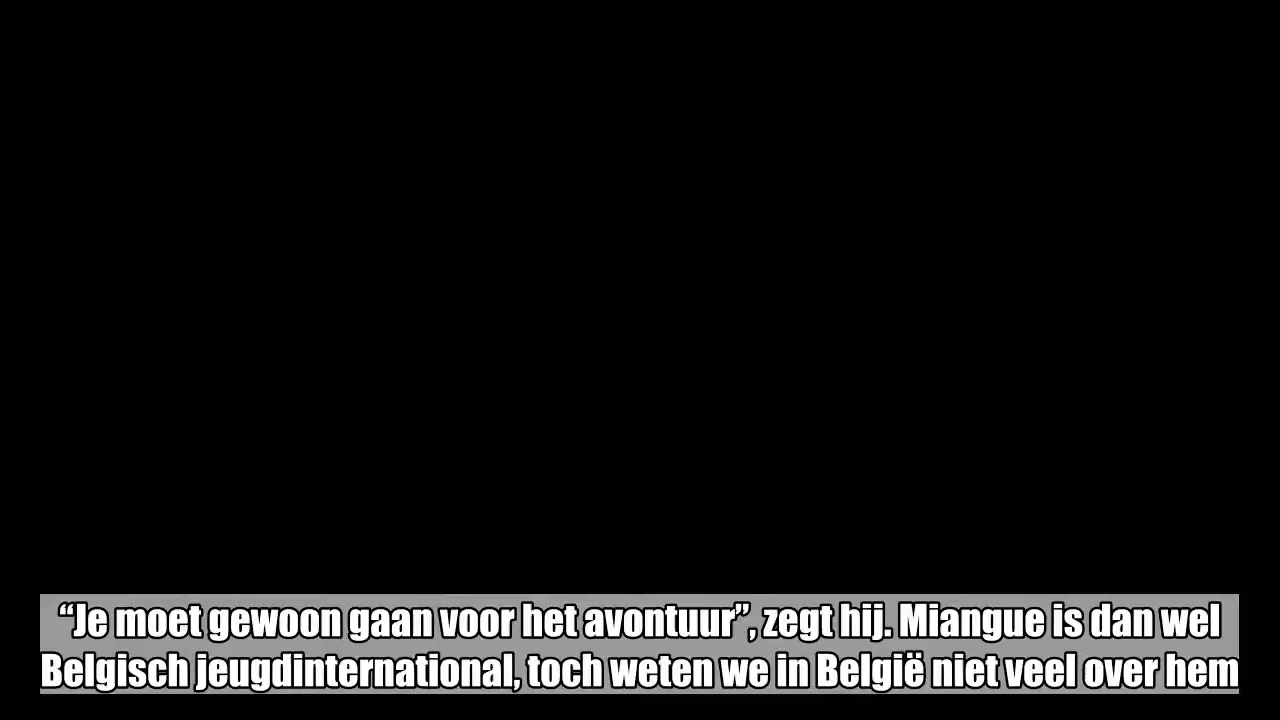 “Je moet gewoon gaan voor het avontuur”, zegt hij. Miangue is dan wel
Belgisch jeugdinternational, toch weten we in België niet veel over hem